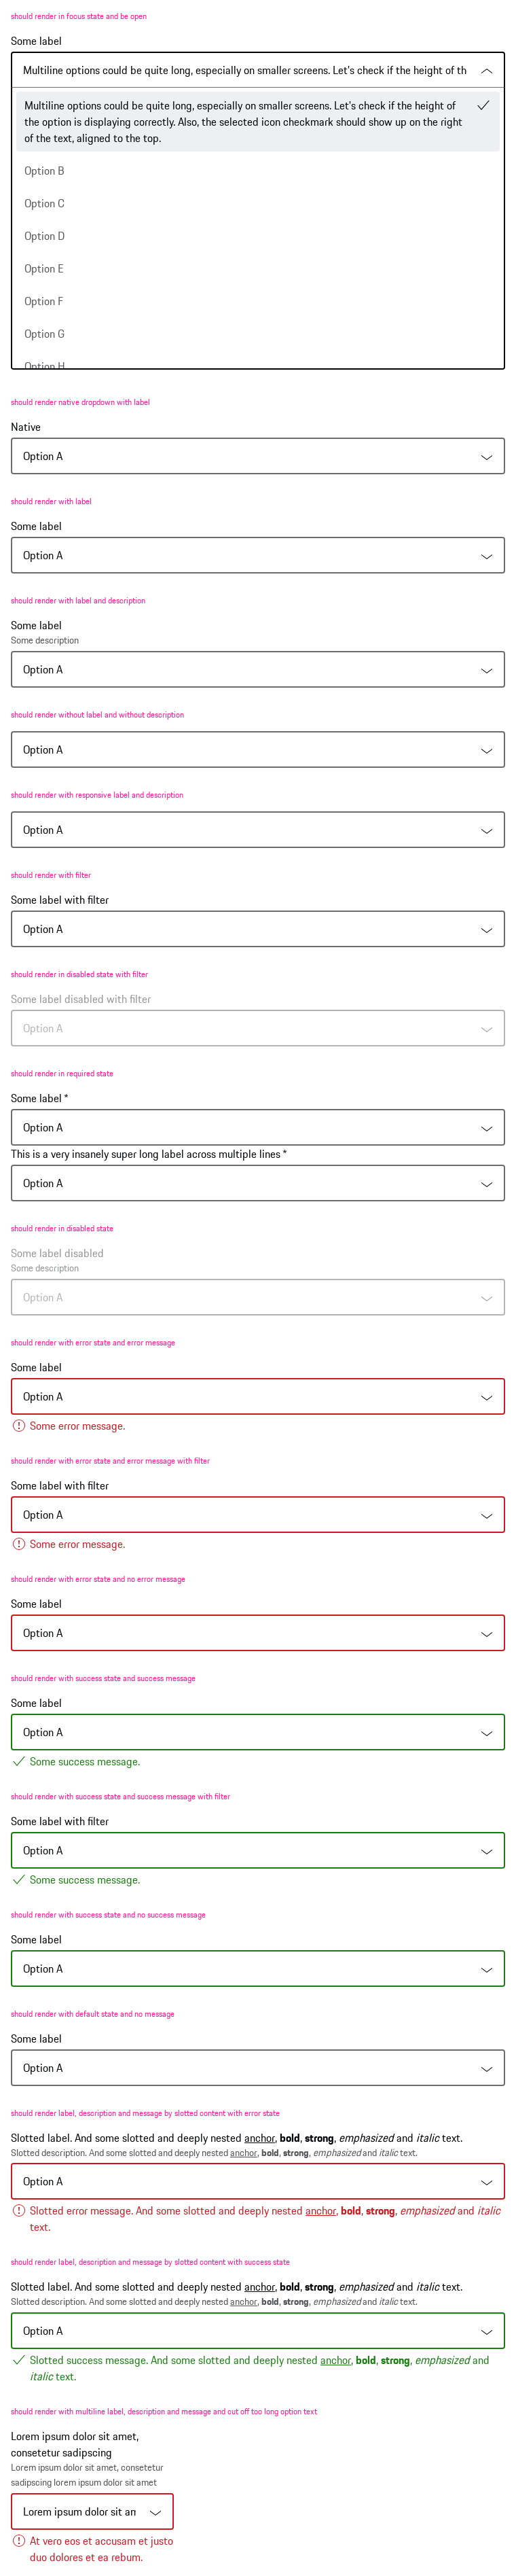 should render in focus state and be open
Some label
Multiline options could be quite long, especially on smaller screens. Let's check if the height of th
Multiline options could be quite long, especially on smaller screens. Let's check if the height of
the option is displaying correctly. Also, the selected icon checkmark should show up on the right
of the text, aligned to the top.
Option B
Option C
Option D
Option E
Option F
Option G
Option H
should render native dropdown with label
Native
Option A
should render with label
Some label
Option A
should render with label and description
Some label
Some description
Option A
should render without label and without description
Option A
should render with responsive label and description
Option A
should render with filter
Some label with filter
Option A
should render in disabled state with filter
Some label disabled with filter
Option A
should render in required state
Some label *
Option A
This is a very insanely super long label across multiple lines *
Option A
should render in disabled state
Some label disabled
Some description
Option A
should render with error state and error message
Some label
Option A
Some error message.
should render with error state and error message with filter
Some label with filter
Option A
Some error message.
should render with error state and no error message
Some label
Option A
should render with success state and success message
Some label
Option A
Some success message.
should render with success state and success message with filter
Some label with filter
Option A
Some success message.
should render with success state and no success message
Some label
Option A
should render with default state and no message
Some label
Option A
should render label, description and message by slotted content with error state
Slotted label. And some slotted and deeply nested anchor, bold, strong, emphasized and italic text.
Slotted description. And some slotted and deeply nested anchor, bold, strong, emphasized and italic text.
Option A
Slotted error message. And some slotted and deeply nested anchor, bold, strong, emphasized and italic
text.
should render label, description and message by slotted content with success state
Slotted label. And some slotted and deeply nested anchor, bold, strong, emphasized and italic text.
Slotted description. And some slotted and deeply nested anchor, bold, strong, emphasized and italic text.
Option A
Slotted success message. And some slotted and deeply nested anchor, bold, strong, emphasized and
italic text.
should render with multiline label, description and message and cut off too long option text
Lorem ipsum dolor sit amet,
consetetur sadipscing
Lorem ipsum dolor sit amet, consetetur
sadipscing lorem ipsum dolor sit amet
Lorem ipsum dolor sit am
At vero eos et accusam et justo
duo dolores et ea rebum.